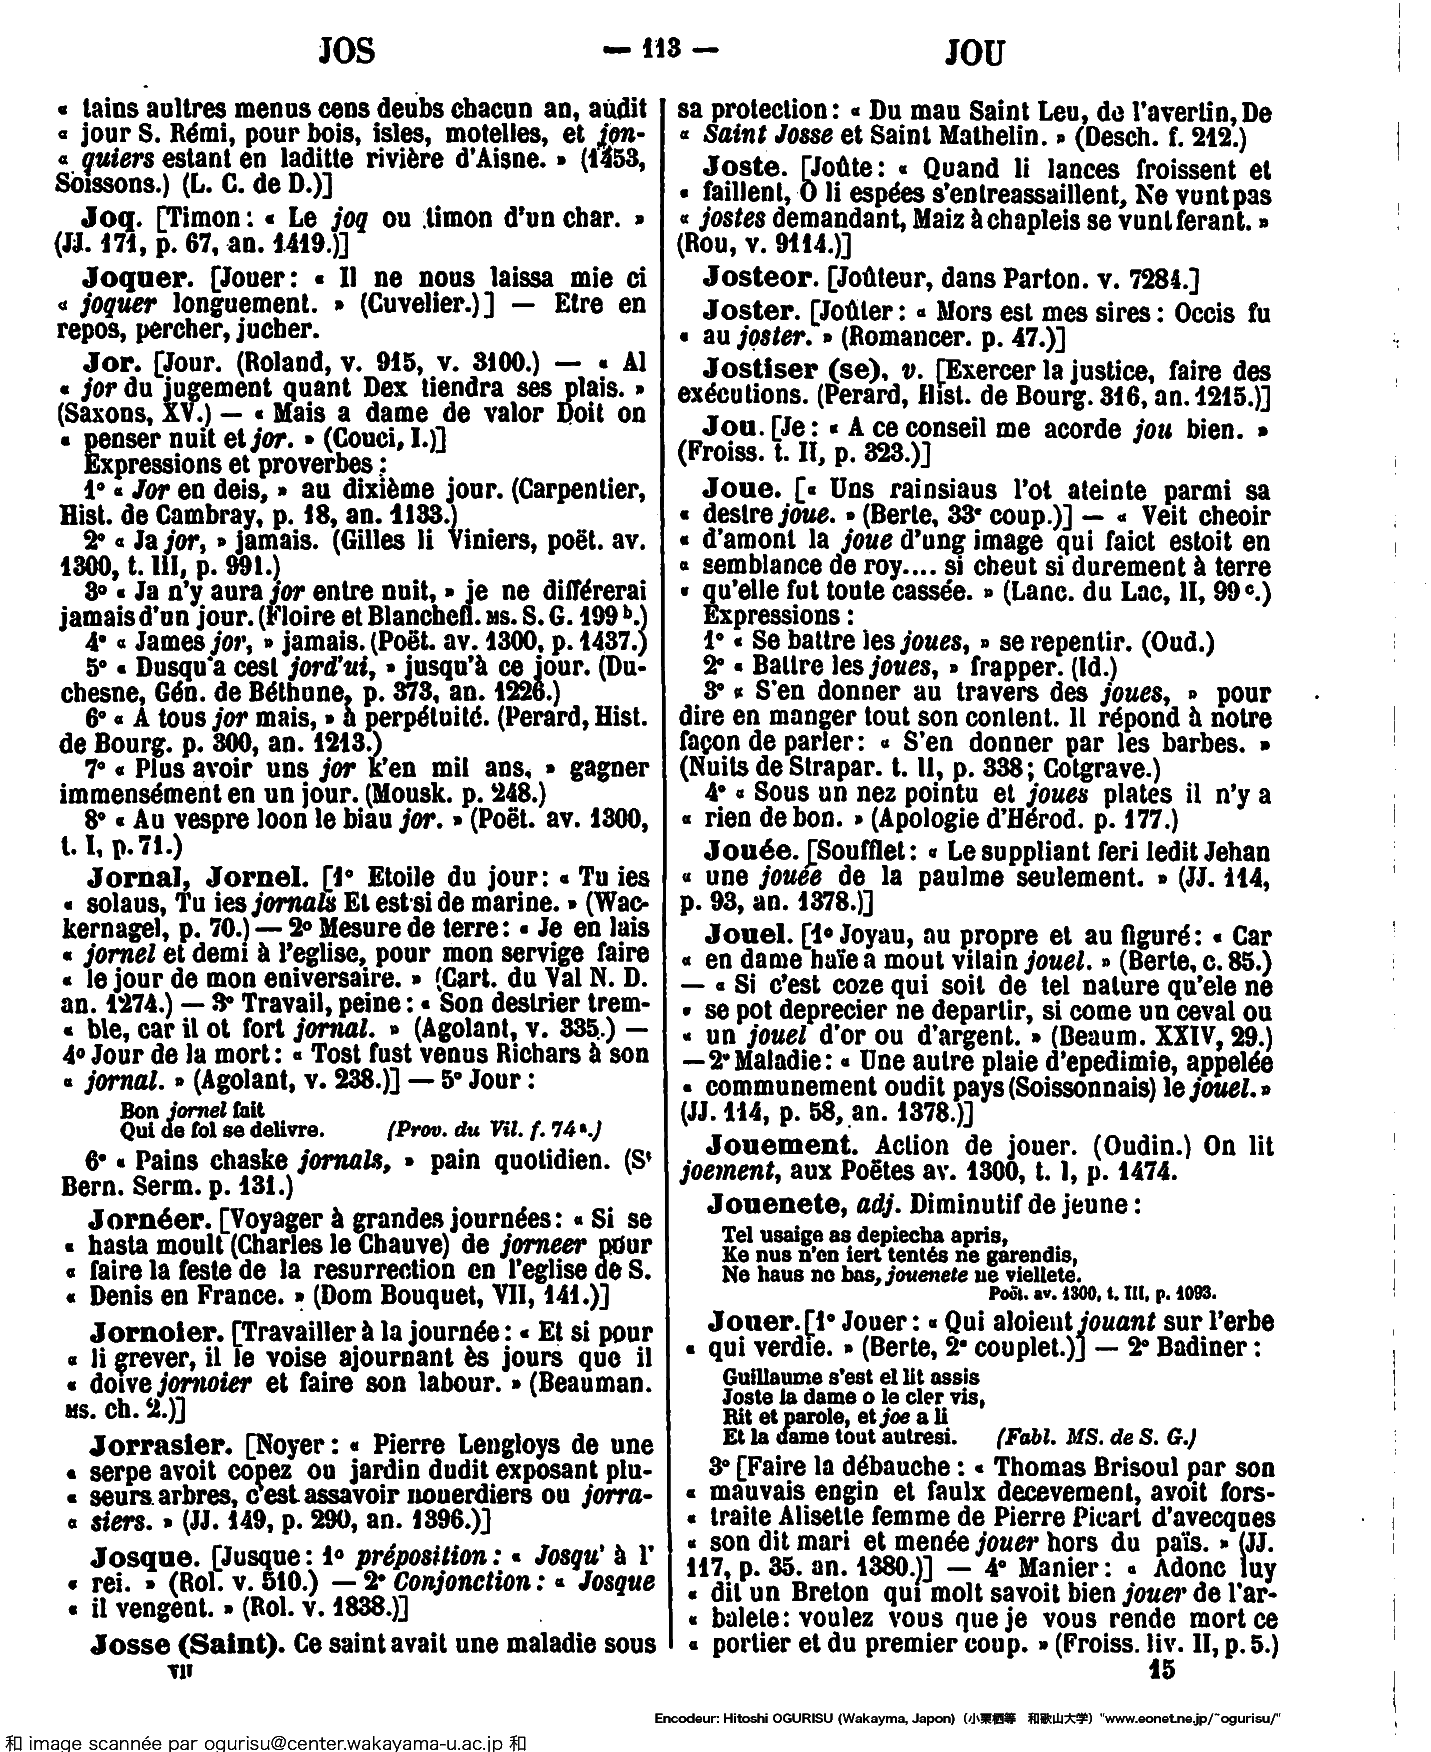 JOS — 113 — JOU
« tains aultres menus cens deubs chacun an, audit
« jour S. Rémi, pour bois, isles, motelles, et jon-
« quiers estant en laditte rivière d'Aisne. » (1453,
Soissons.) (L. C. de D.)]
Joq. [Timon : « Le joq ou timon d'un char. »
(JJ. 171, p. 67, an. 1419.)]
Joquer. [Jouer : « Il ne nous laissa mie ci
« joquer longuement. » (Cuvelier.)] — Etre en
repos, percher, jucher.
Jor. [Jour. (Roland, v. 915, v. 3100.) — « Al
« jor du jugement quant Dex tiendra ses plais. »
(Saxons, XV.) — « Mais a dame de valor Doit on
« penser nuit et jor. » (Couci, I.)]
Expressions et proverbes :
1° « Jor en deis, » au dixième jour. (Carpentier,
Hist. de Cambray, p. 18, an. 1133.)
2° « Ja jor, » jamais. (Gilles li Viniers, poët. av.
1300, t. III, p. 991.)
3° « Ja n'y aura jor entre nuit, » je ne différerai
jamais d'un jour. (Floire et Blanchefl. MS. S. G. 199 b.)
4° « James jor, » jamais. (Poët. av. 1300, p. 1437.)
5° « Dusqu'a cest jord'ui, » jusqu'à ce jour. (Du-
chesne, Gén. de Béthune, p. 373, an. 1226.)
6° « A tous jor mais, » à perpétuité. (Perard, Hist.
de Bourg. p. 300, an. 1213.)
7° « Plus avoir uns jor k'en mil ans, » gagner
immensément en un jour. (Mousk. p. 248.)
8° « Au vespre loon le biau jor. » (Poët. av. 1300,
t. I, p. 71.)
Jornal, Jornel. [1° Etoile du jour : « Tu ies
« solaus, Tu ies jornals Et est si de marine. » (Wac-
kernagel, p. 70.) — 2° Mesure de terre : « Je en lais
« jornel et demi à l'eglise, pour mon servige faire
« le jour de mon eniversaire. » (Cart. du Val N. D.
an. 1274.) — 3° Travail, peine : « Son destrier trem-
« ble, car il ot fort jornal. » (Agolant, v. 335.) —
4° Jour de la mort : « Tost fust venus Richars à son
« jornal. » (Agolant, v. 238.)] — 5° Jour :
Bon jornel fait
Qui de fol se delivre. (Prov. du Vil. f. 74 a.)
6° « Pains chaske jornals, » pain quotidien. (St
Bern. Serm. p. 131.)
Jornéer. [Voyager à grandes journées : « Si se
« hasta moult (Charles le Chauve) de jorneer pour
« faire la feste de la resurrection en l'eglise de S.
« Denis en France. » (Dom Bouquet, VII, 141.)]
Jornoier. [Travailler à la journée : « Et si pour
« li grever, il le voise ajournant ès jours que il
« doive jornoier et faire son labour. » (Beauman.
MS. ch. 2.)]
Jorrasier. [Noyer : « Pierre Lengloys de une
« serpe avoit copez ou jardin dudit exposant plu-
« seurs arbres, c'est assavoir nouerdiers ou jorra-
« siers. » (JJ. 149, p. 290, an. 1396.)]
Josque. [Jusque : 1° préposition : « Josqu' à l'
« rei. » (Rol. v. 510.) — 2° Conjonction : « Josque
« il vengent. » (Rol. v. 1838.)]
Josse (Saint). Ce saint avait une maladie sous
VII
sa protection : « Du mau Saint Leu, de l'avertin, De
« Saint Josse et Saint Mathelin. » (Desch. f. 212.)
Joste. [Joûte : « Quand li lances froissent et
« faillent, O li espées s'entreassaillent, Ne vunt pas
« jostes demandant, Maiz à chapleis se vunt ferant. »
(Rou, v. 9114.)]
Josteor. [Joûteur, dans Parton. v. 7284.]
Joster. [Joûter : « Mors est mes sires : Occis fu
« au joster. » (Romancer. p. 47.)]
Jostiser (se), v. [Exercer la justice, faire des
exécutions. (Perard, Hist. de Bourg. 316, an. 1215.)]
Jou. [Je : « A ce conseil me acorde jou bien. »
(Froiss. t. II, p. 323.)]
Joue. [« Uns rainsiaus l'ot ateinte parmi sa
« destre joue. » (Berte, 33e coup.)] — « Veit cheoir
« d'amont la joue d'ung image qui faict estoit en
« semblance de roy.... si cheut si durement à terre
« qu'elle fut toute cassée. » (Lanc. du Lac, II, 99 c.)
Expressions :
1° « Se battre les joues, » se repentir. (Oud.)
2° « Battre les joues, » frapper. (Id.)
3° « S'en donner au travers des joues, » pour
dire en manger tout son content. Il répond à notre
façon de parler : « S'en donner par les barbes. »
(Nuits de Strapar. t. II, p. 338 ; Cotgrave.)
4° « Sous un nez pointu et joues plates il n'y a
« rien de bon. » (Apologie d'Hérod. p. 177.)
Jouée. [Soufflet : « Le suppliant feri ledit Jehan
« une jouée de la paulme seulement. » (JJ. 114,
p. 93, an. 1378.)]
Jouel. [1° Joyau, au propre et au figuré : « Car
« en dame haïe a mout vilain jouel. » (Berte, c. 85.)
— « Si c'est coze qui soit de tel nature qu'ele ne
« se pot deprecier ne departir, si come un ceval ou
« un jouel d'or ou d'argent. » (Beaum. XXIV, 29.)
— 2° Maladie : « Une autre plaie d'epedimie, appelée
« communement oudit pays (Soissonnais) le jouel. »
(JJ. 114, p. 58, an. 1378.)]
Jouement. Action de jouer. (Oudin.) On lit
joement, aux Poëtes av. 1300, t. I, p. 1474.
Jouenete, adj. Diminutif de jeune :
Tel usaige as depiecha apris,
Ke nus n'en iert tentés ne garendis,
Ne haus ne bas, jouenete ne viellete.
Poët. av. 1300, t. III, p. 1093.
Jouer. [1° Jouer : « Qui aloient jouant sur l'erbe
« qui verdie. » (Berte, 2e couplet.)] — 2° Badiner :
Guillaume s'est el lit assis
Joste la dame o le cler vis,
Rit et parole, et joe a li
Et la dame tout autresi. (Fabl. MS. de S. G.)
3° [Faire la débauche : « Thomas Brisoul par son
« mauvais engin et faulx decevement, avoit fors-
« traite Alisette femme de Pierre Picart d'avecques
« son dit mari et menée jouer hors du païs. » (JJ.
117, p. 35. an. 1380.)] — 4° Manier : « Adonc luy
« dit un Breton qui molt savoit bien jouer de l'ar-
« balete : voulez vous que je vous rende mort ce
« portier et du premier coup. » (Froiss. liv. II, p. 5.)
15
Encodeur: Hitoshi OGURISU (Wakayma, Japon) (小栗栖等 和歌山大学) "www.eonet.ne.jp/~ogurisu/"
和 image scannée par ogurisu@center.wakayama-u.ac.jp 和